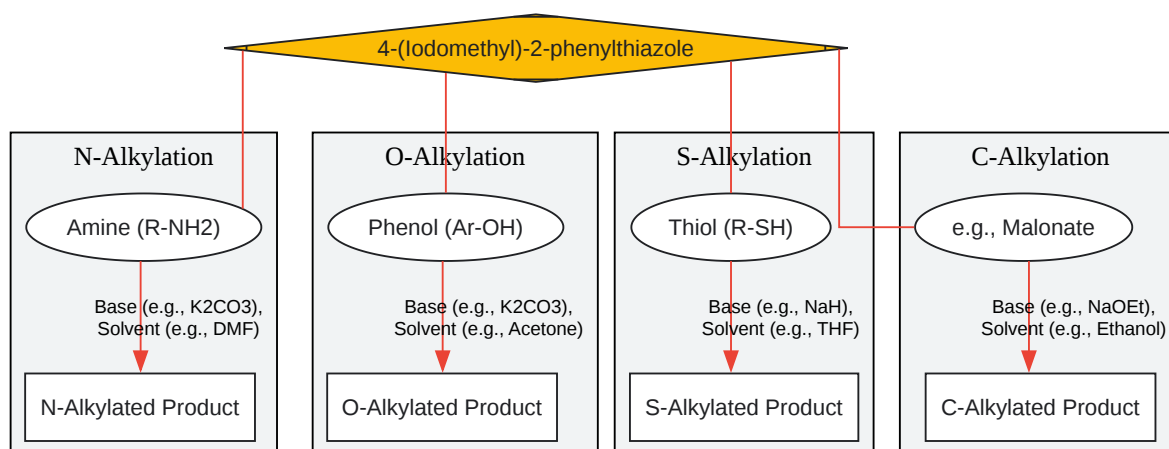 4-(Iodomethyl)-2-phenylthiazole
N-Alkylation
O-Alkylation
S-Alkylation
C-Alkylation
Amine (R-NH2)
Phenol (Ar-OH)
Thiol (R-SH)
e.g., Malonate
Base (e.g., K2CO3),
Solvent (e.g., DMF)
Base (e.g., K2CO3),
Solvent (e.g., Acetone)
Base (e.g., NaH),
Solvent (e.g., THF)
Base (e.g., NaOEt),
Solvent (e.g., Ethanol)
N-Alkylated Product
O-Alkylated Product
S-Alkylated Product
C-Alkylated Product